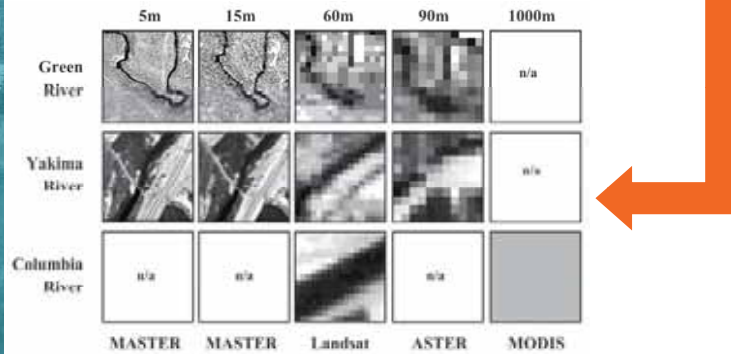 5m 15m 60m 90m 1000m
Green
River
n/a
Yakima
River
n/a
Columbia
River
n/a n/a n/a
MASTER MASTER Landsat ASTER MODIS